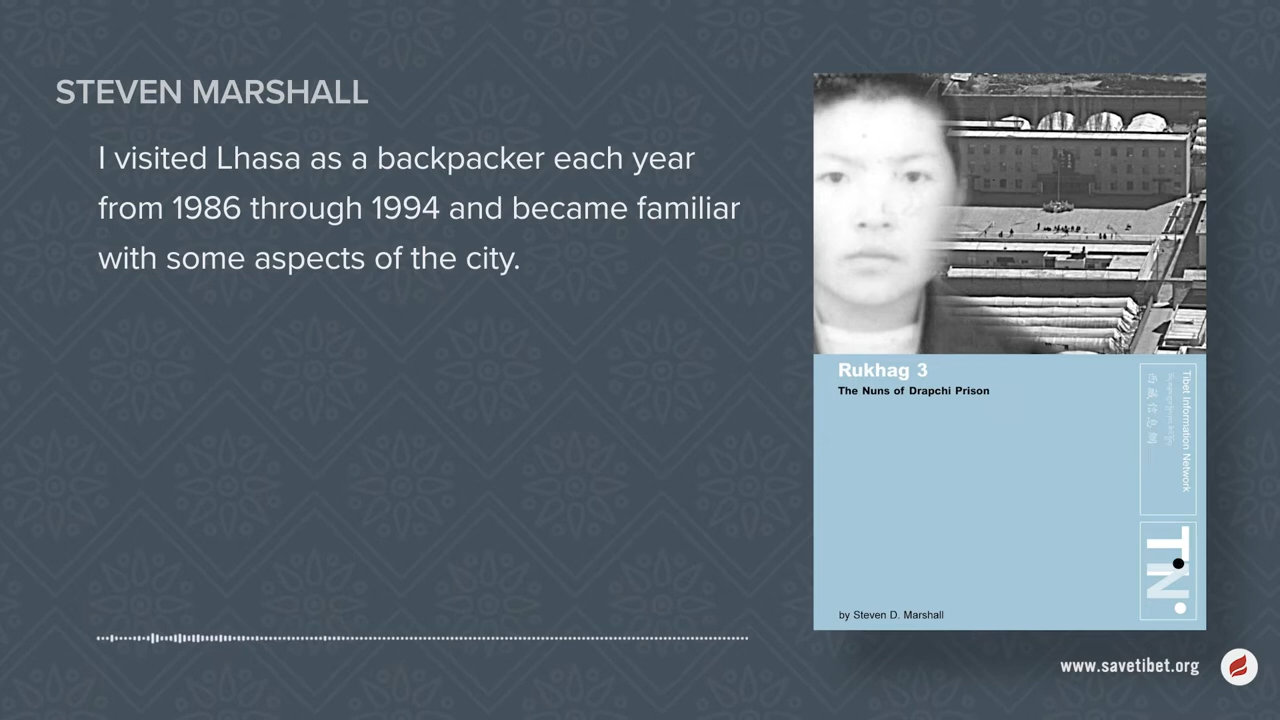 STEVEN MARSHALL
I visited Lhasa as a backpacker each year
from 1986 through 1994 and became familiar
with some aspects of the city.
Rukhag 3
The Nuns of Drapchi Prison
Tibet Information Network
TIN
by Steven D. Marshall
www.savetibet.org